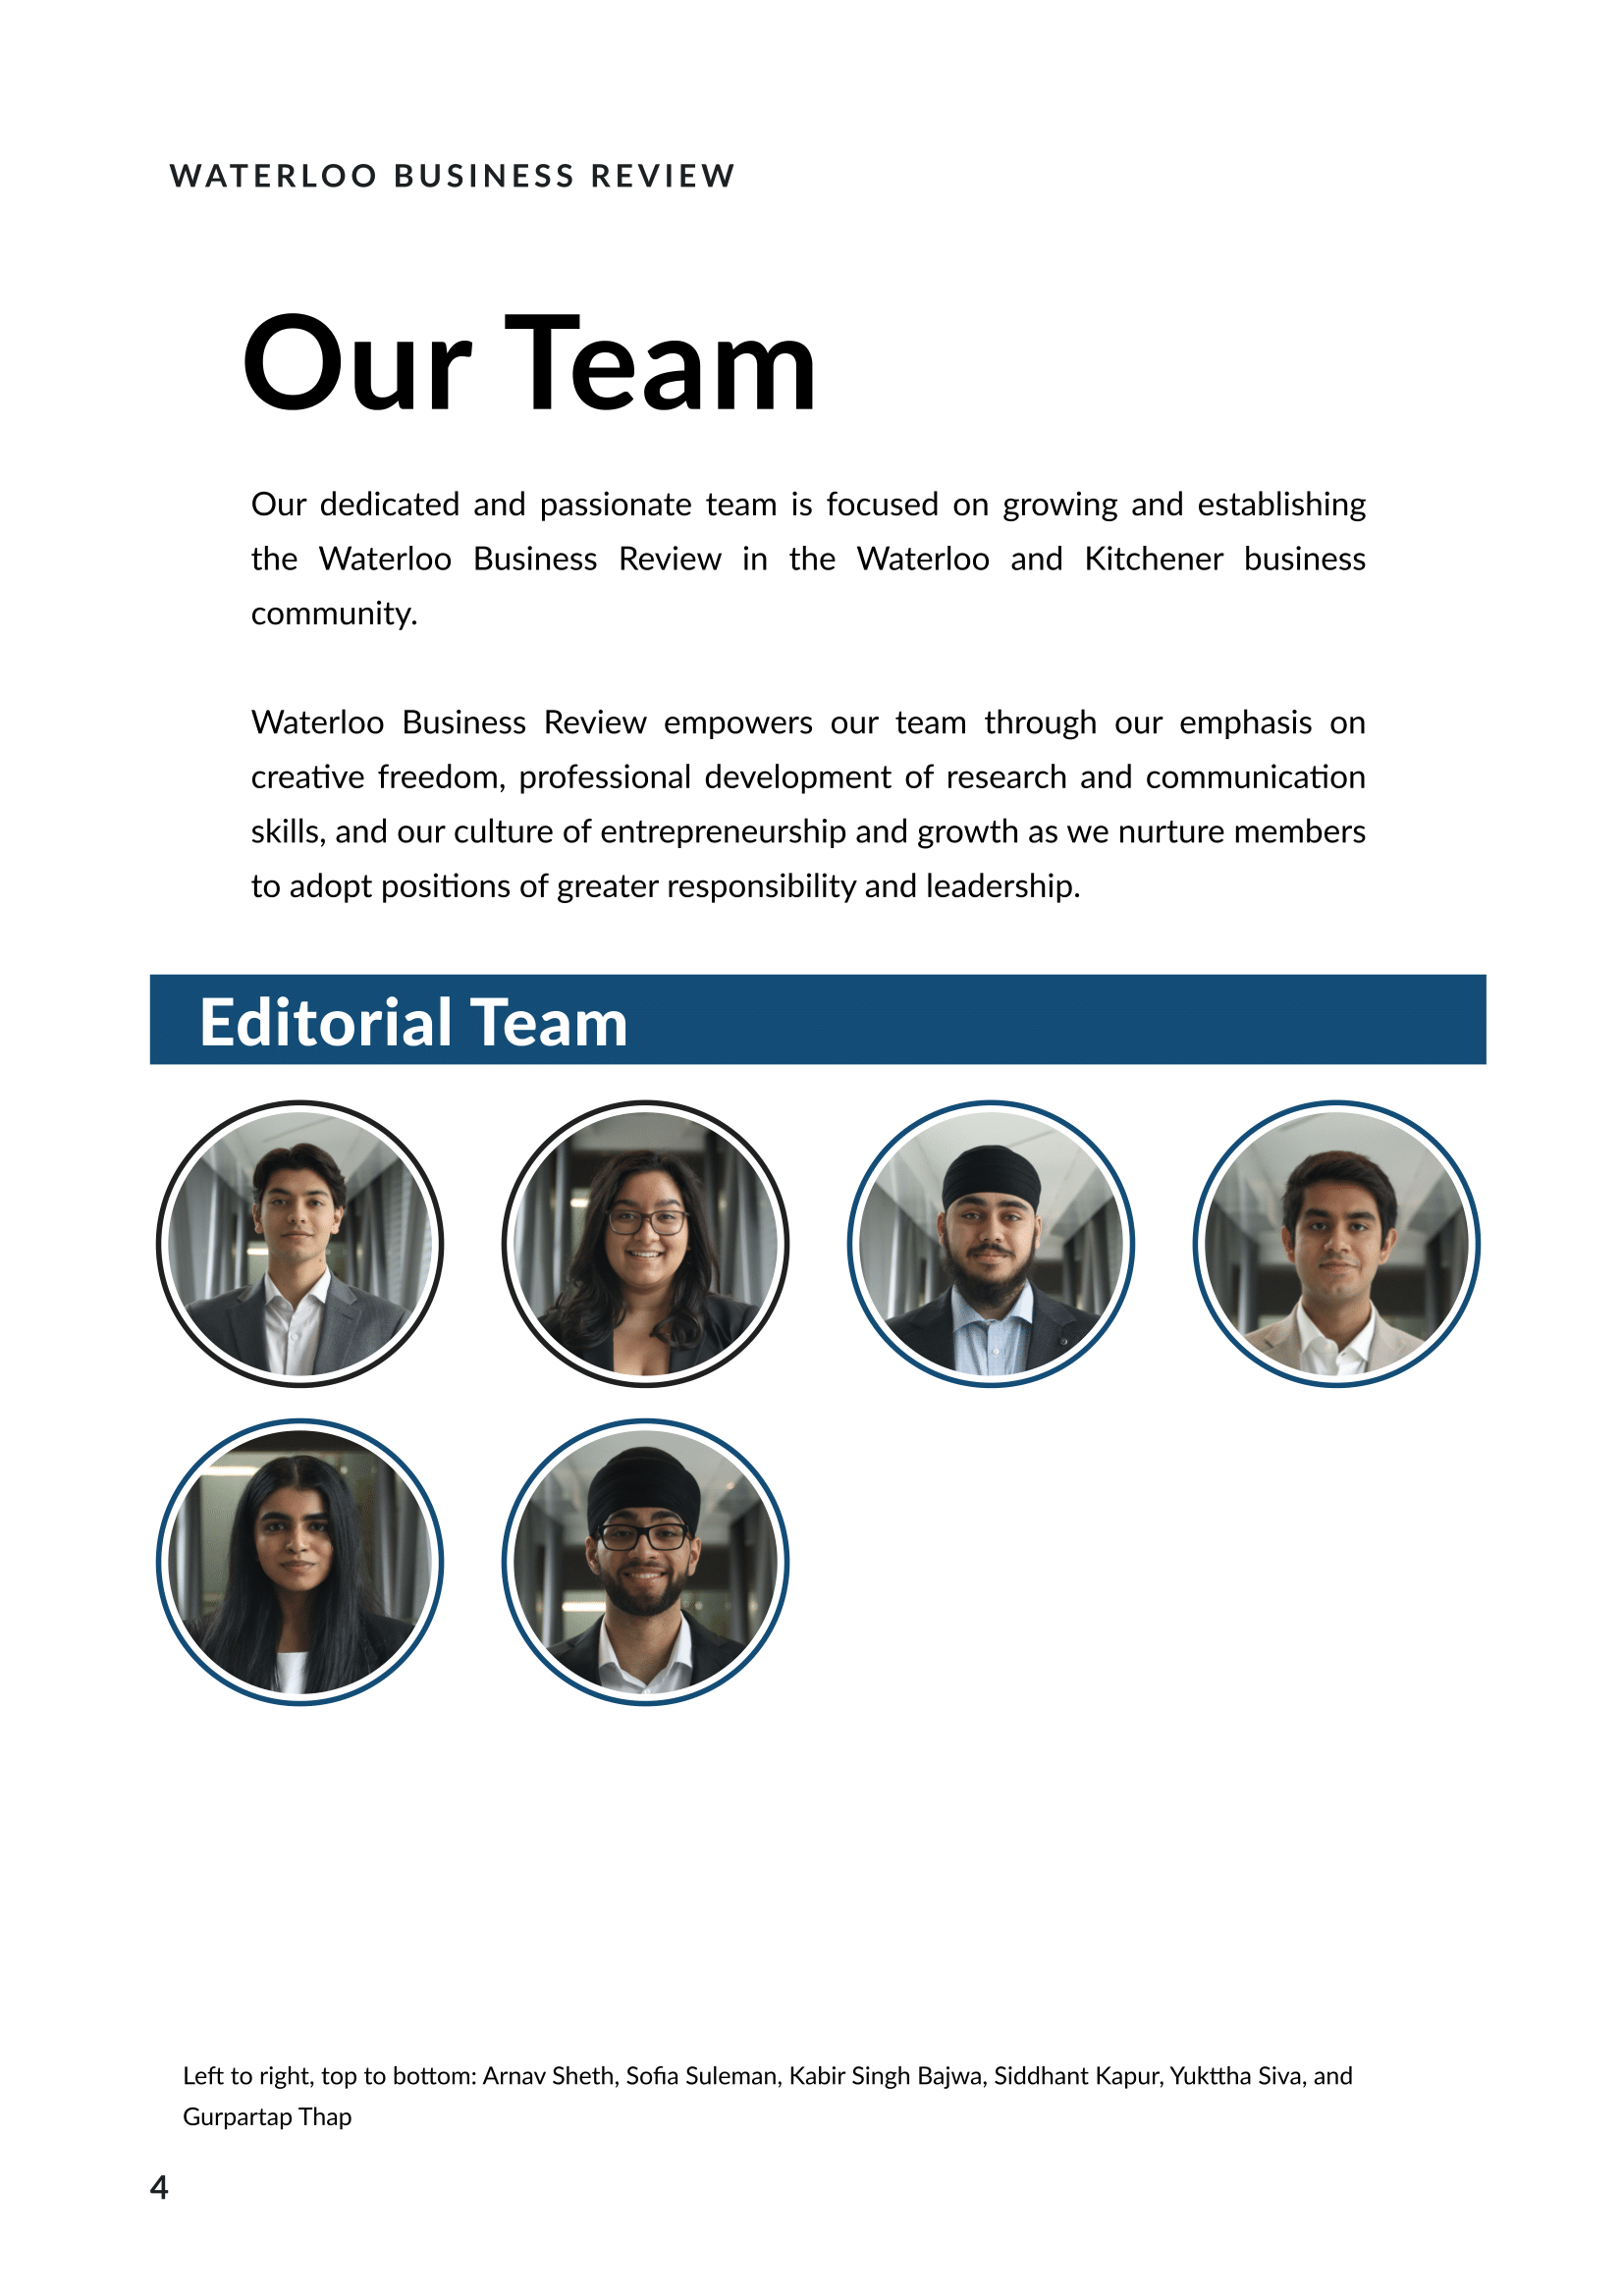 WATERLOO BUSINESS REVIEW
Our Team
Our dedicated and passionate team is focused on growing and establishing
the Waterloo Business Review in the Waterloo and Kitchener business
community.
Waterloo Business Review empowers our team through our emphasis on
creative freedom, professional development of research and communication
skills, and our culture of entrepreneurship and growth as we nurture members
to adopt positions of greater responsibility and leadership.
Editorial Team
Left to right, top to bottom: Arnav Sheth, Sofia Suleman, Kabir Singh Bajwa, Siddhant Kapur, Yukttha Siva, and
Gurpartap Thap
4